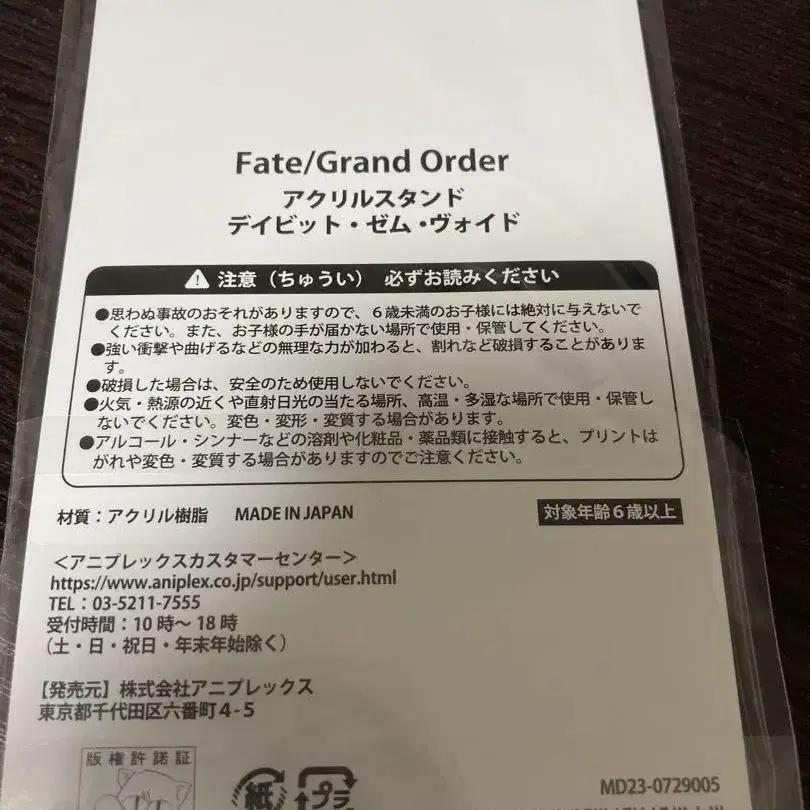 Fate/Grand Order
アクリルスタンド
デイビット・ゼム・ヴォイド
注意（ちゅうい） 必ずお読みください
●思わぬ事故のおそれがありますので、６歳未満のお子様には絶対に与えないで
ください。また、お子様の手が届かない場所で使用・保管してください。
●強い衝撃や曲げるなどの無理な力が加わると、割れなど破損することがありま
す。
●破損した場合は、安全のため使用しないでください。
●火気・熱源の近くや直射日光の当たる場所、高温・多湿な場所で使用・保管し
ないでください。変色・変形・変質する場合があります。
●アルコール・シンナーなどの溶剤や化粧品・薬品類に接触すると、プリントは
がれや変色・変質する場合がありますのでご注意ください。
材質：アクリル樹脂 MADE IN JAPAN
対象年齢６歳以上
＜アニプレックスカスタマーセンター＞
https://www.aniplex.co.jp/support/user.html
TEL：03-5211-7555
受付時間：10時～18時
（土・日・祝日・年末年始除く）
【発売元】株式会社アニプレックス
東京都千代田区六番町4-5
版権許諾証
紙
プラ
MD23-0729005